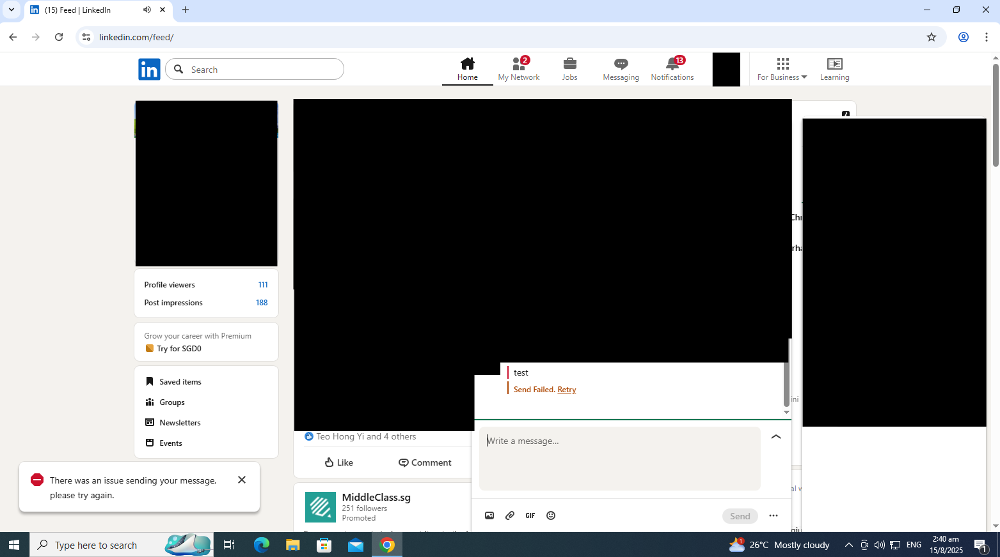 (15) Feed | LinkedIn
linkedin.com/feed/
in
Search
Home
2
My Network
Jobs
Messaging
13
Notifications
For Business
Learning
Profile viewers 111
Post impressions 188
Grow your career with Premium
Try for SGD0
Saved items
Groups
Newsletters
Events
There was an issue sending your message,
please try again.
test
Send Failed. Retry
Teo Hong Yi and 4 others
Like
Comment
MiddleClass.sg
251 followers
Promoted
Write a message...
GIF
Send
Type here to search
1
26°C Mostly cloudy
ENG
2:40 am
15/8/2025
1